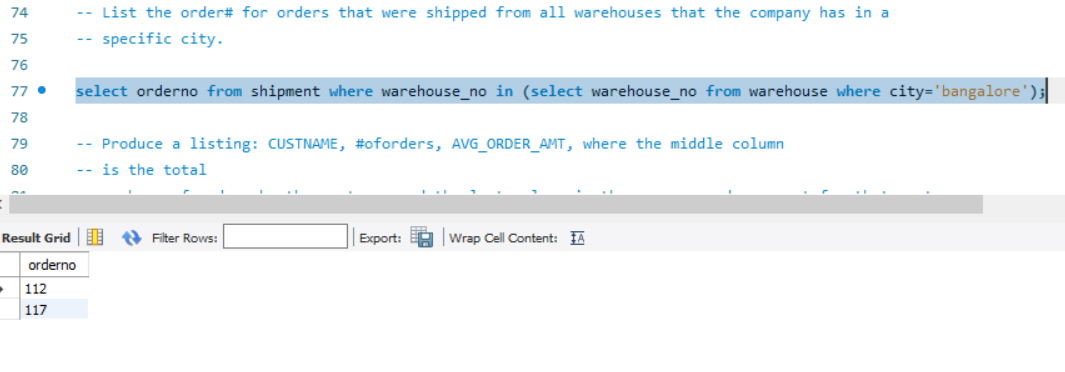 74 -- List the order# for orders that were shipped from all warehouses that the company has in a
75 -- specific city.
76
77 select orderno from shipment where warehouse_no in (select warehouse_no from warehouse where city='bangalore');
78
79 -- Produce a listing: CUSTNAME, #oforders, AVG_ORDER_AMT, where the middle column
80 -- is the total
Result Grid Filter Rows: Export: Wrap Cell Content:
orderno
112
117